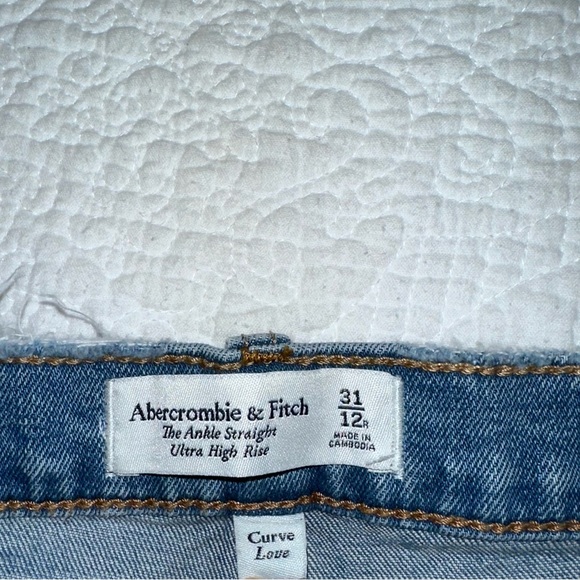 Abercrombie & Fitch
The Ankle Straight
Ultra High Rise
31
12R
MADE IN
CAMBODIA
Curve
Love